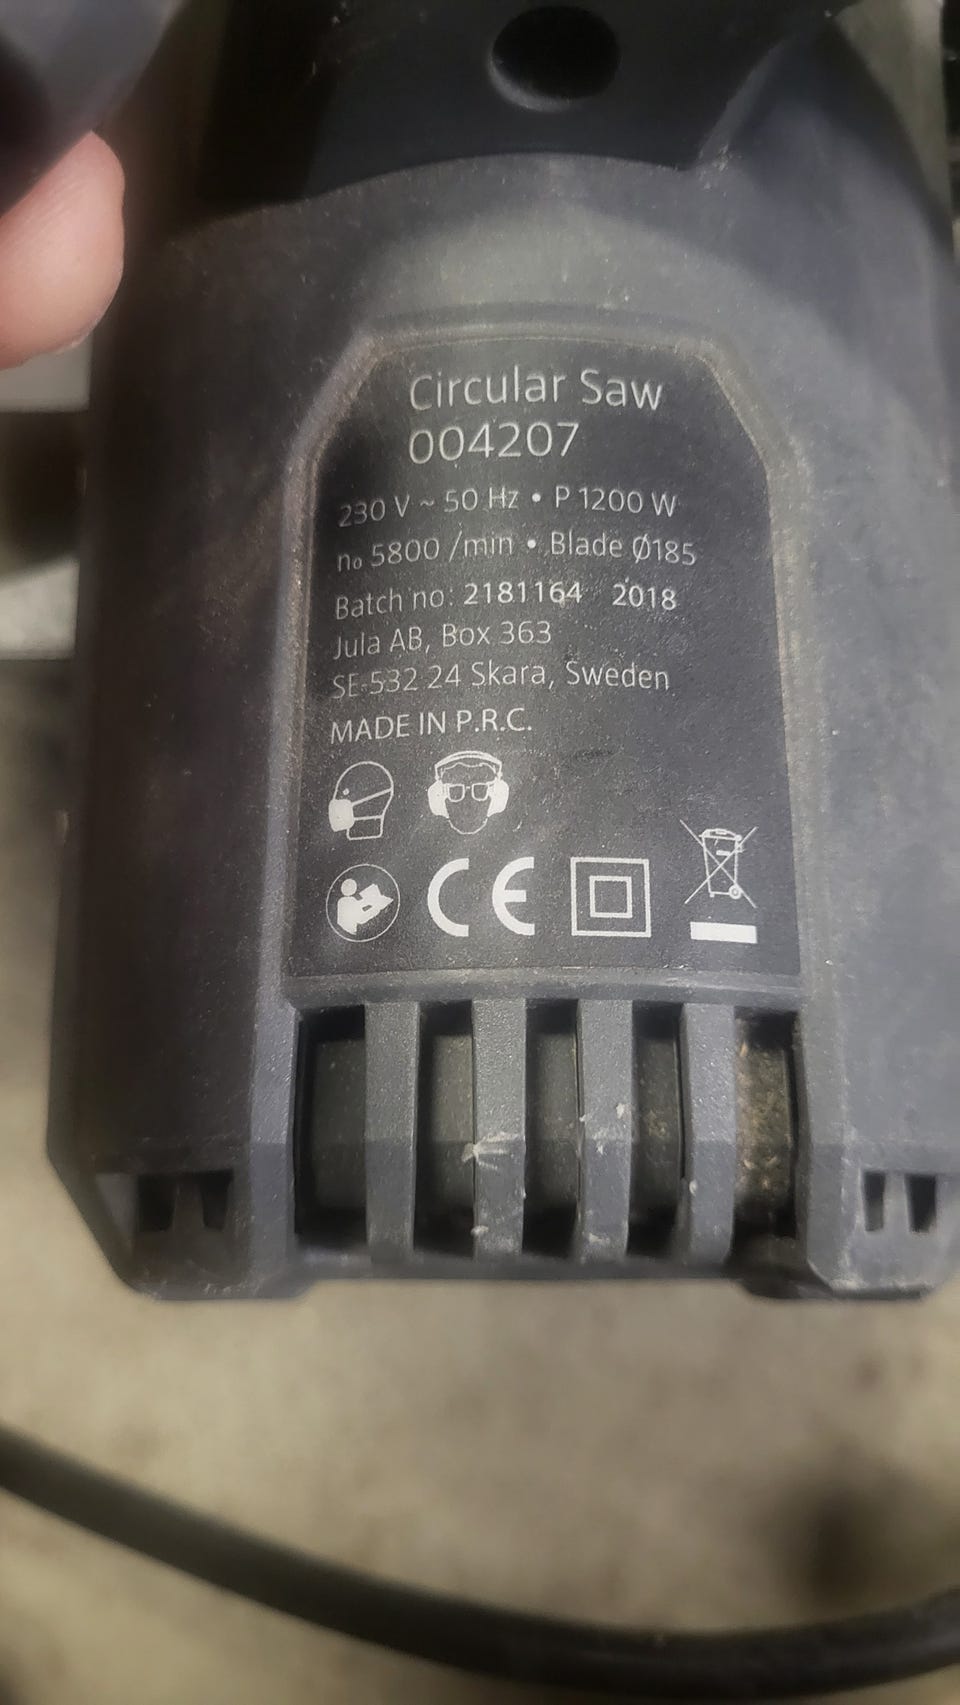 Circular Saw
004207
230 V ~ 50 Hz • P 1200 W
n₀ 5800 /min • Blade Ø185
Batch no: 2181164 2018
Jula AB, Box 363
SE-532 24 Skara, Sweden
MADE IN P.R.C.
CE